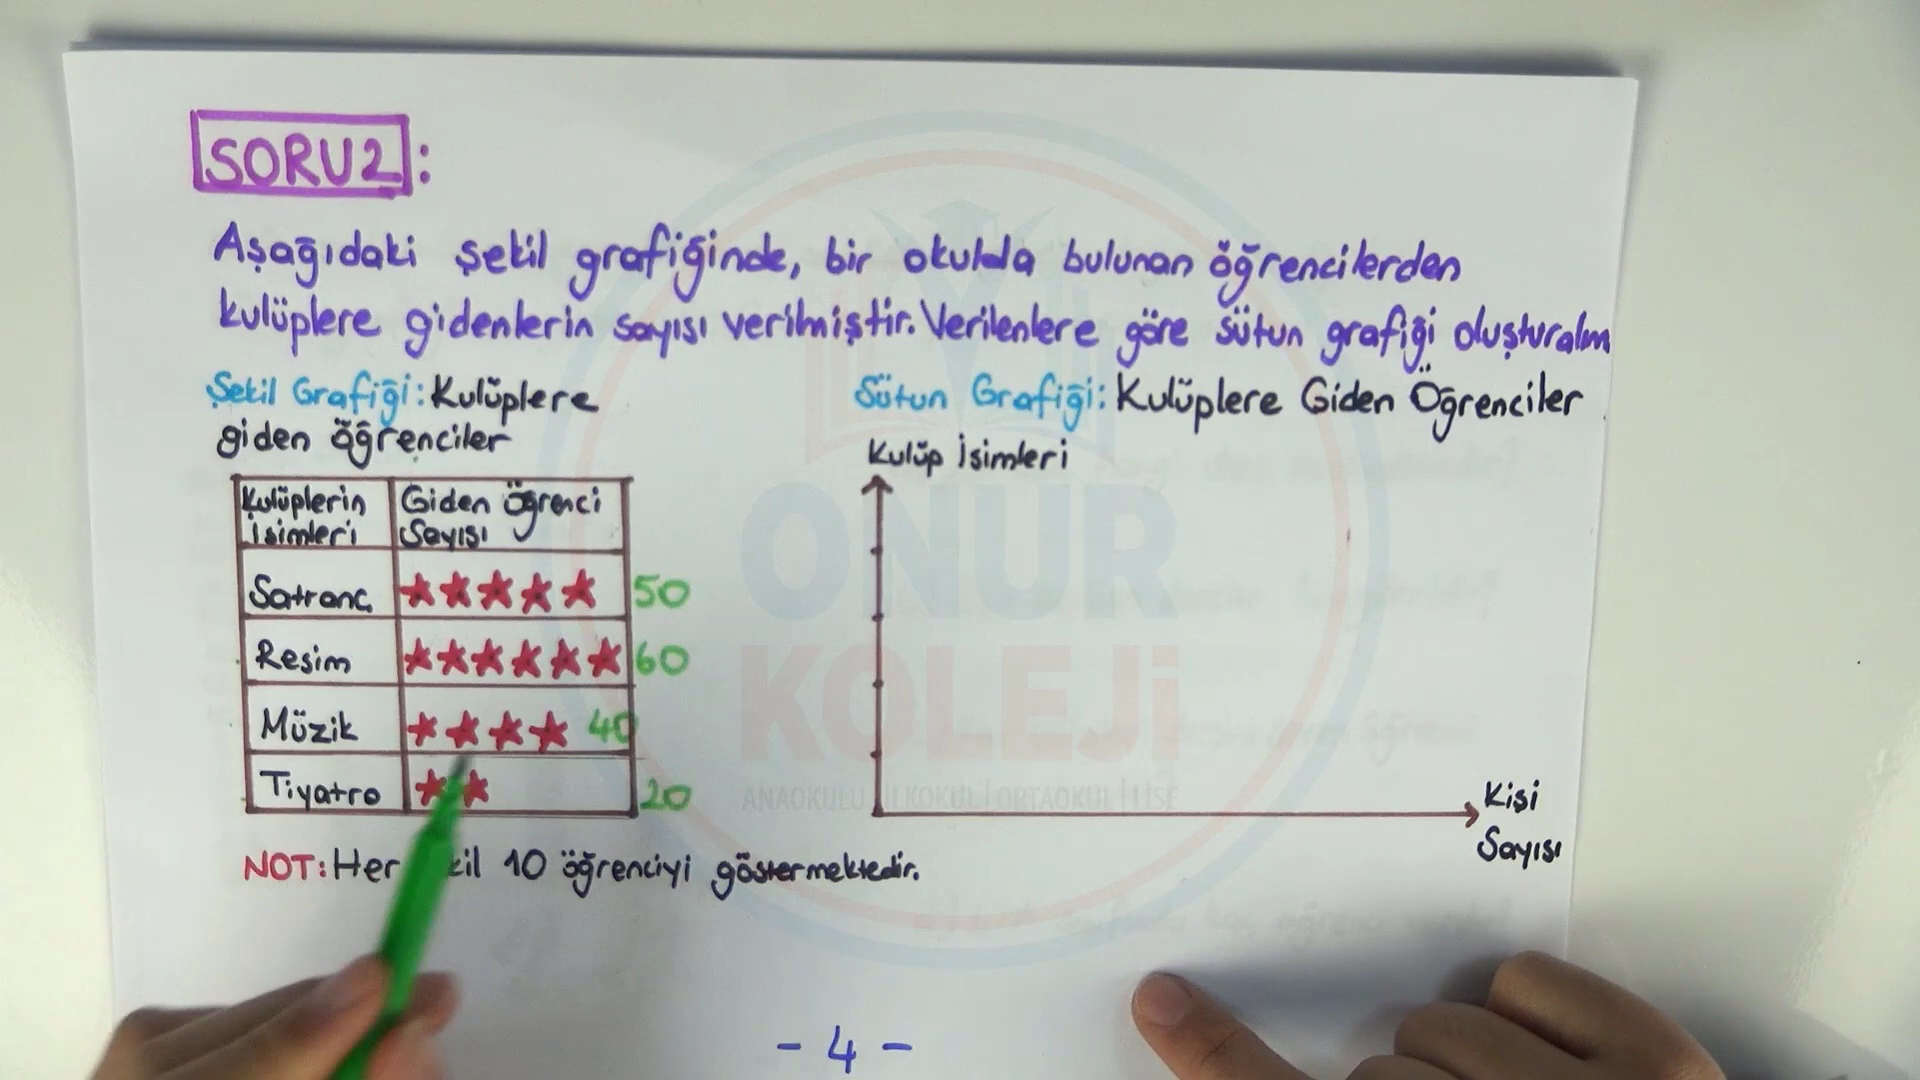 SORU2:
Aşağıdaki şekil grafiğinde, bir okulda bulunan öğrencilerden
kulüplere gidenlerin sayısı verilmiştir. Verilenlere göre sütun grafiği oluşturalım
Şekil Grafiği: Kulüplere
giden öğrenciler
Kulüplerin İsimleri
Giden Öğrenci Sayısı
Satranç 50
Resim 60
Müzik 40
Tiyatro 20
NOT: Her 10 öğrenciyi göstermektedir.
Sütun Grafiği: Kulüplere Giden Öğrenciler
Kulüp İsimleri
Kişi
Sayısı
ONUR
KOLEJİ
ANAOKULU | İLKOKUL | ORTAOKUL | LİSE
- 4 -